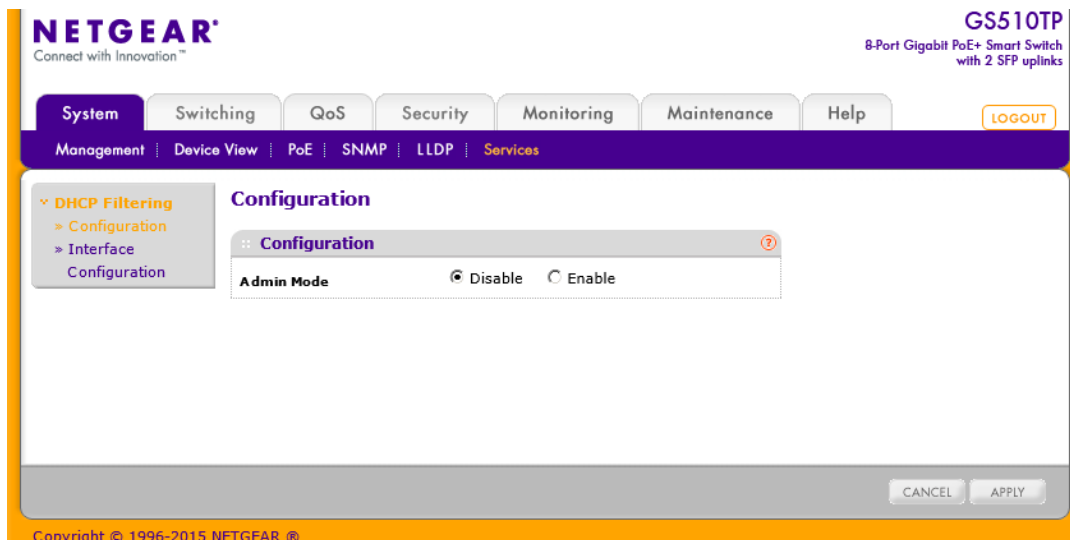 NETGEAR®
Connect with Innovation™
GS510TP
8-Port Gigabit PoE+ Smart Switch
with 2 SFP uplinks
System Switching QoS Security Monitoring Maintenance Help LOGOUT
Management Device View PoE SNMP LLDP Services
DHCP Filtering
» Configuration
» Interface
Configuration
Configuration
Configuration ?
Admin Mode Disable Enable
CANCEL APPLY
Copyright © 1996-2015 NETGEAR ®